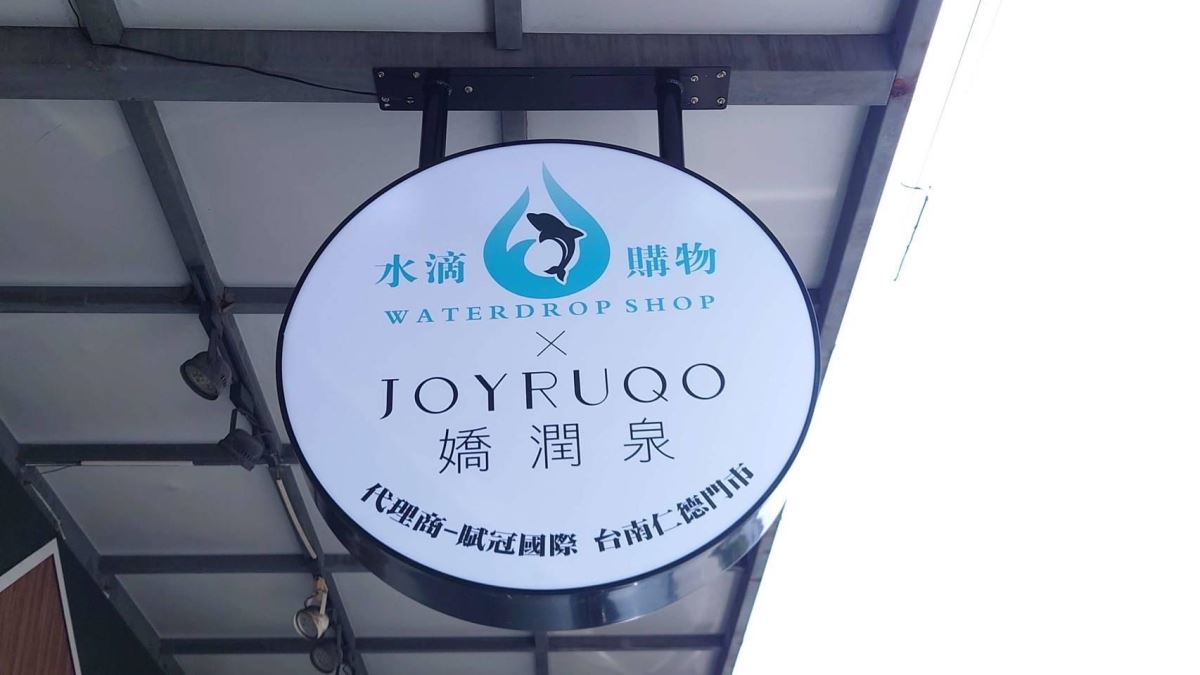 水滴 購物
WATERDROP SHOP
×
JOYRUQO
嬌潤泉
代理商-賦冠國際 台南仁德門市